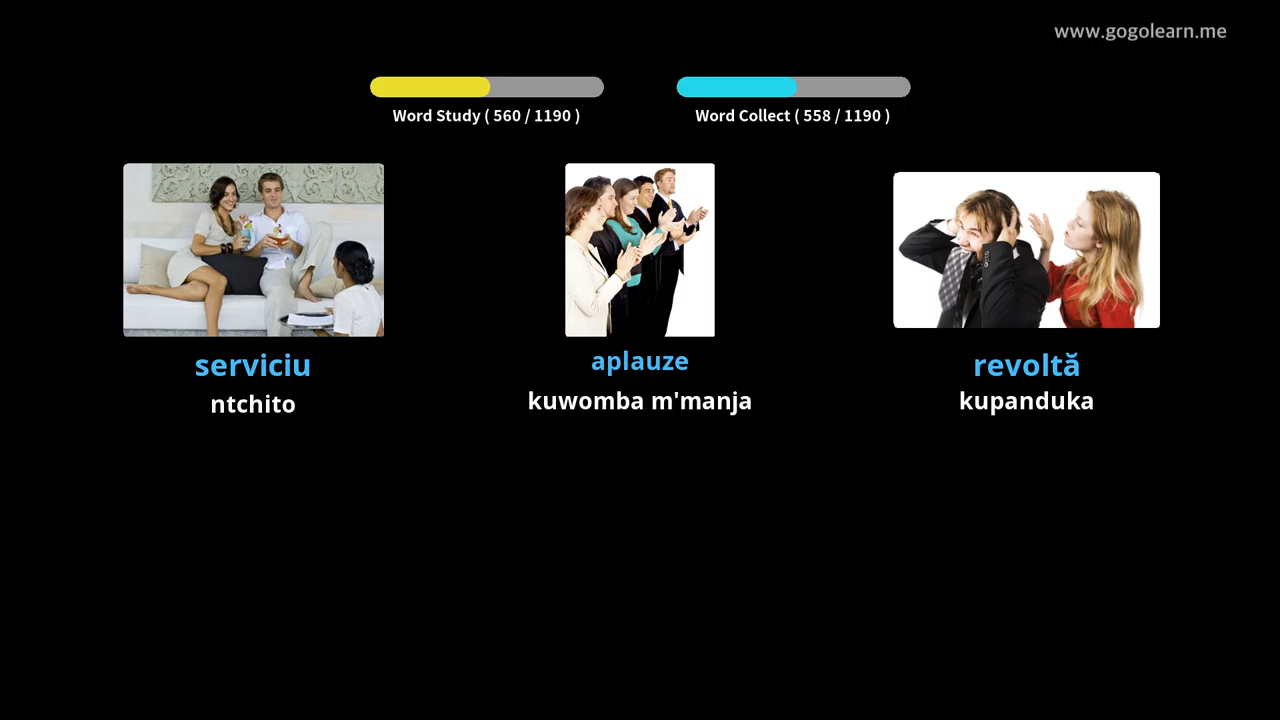 www.gogolearn.me
Word Study ( 560 / 1190 )
Word Collect ( 558 / 1190 )
serviciu
ntchito
aplauze
kuwomba m'manja
revoltă
kupanduka